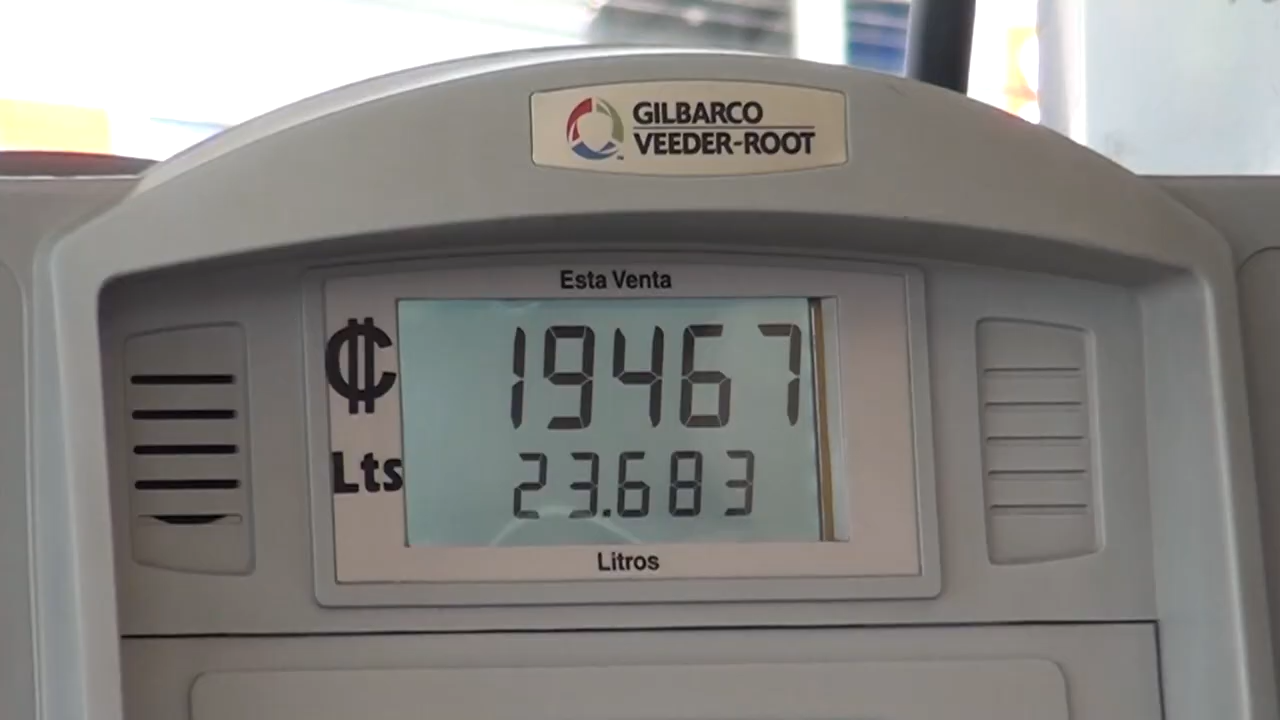 GILBARCO
VEEDER-ROOT
Esta Venta
₡ 19467
Lts 23.683
Litros